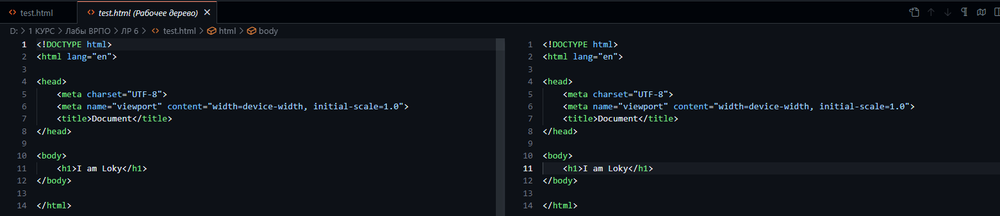 test.html
test.html (Рабочее дерево)
D: > 1 КУРС > Лабы ВРПО > ЛР 6 > test.html > html > body
1 <!DOCTYPE html>
2 <html lang="en">
3
4 <head>
5     <meta charset="UTF-8">
6     <meta name="viewport" content="width=device-width, initial-scale=1.0">
7     <title>Document</title>
8 </head>
9
10 <body>
11     <h1>I am Loky</h1>
12 </body>
13
14 </html>
1 <!DOCTYPE html>
2 <html lang="en">
3
4 <head>
5     <meta charset="UTF-8">
6     <meta name="viewport" content="width=device-width, initial-scale=1.0">
7     <title>Document</title>
8 </head>
9
10 <body>
11     <h1>I am Loky</h1>
12 </body>
13
14 </html>